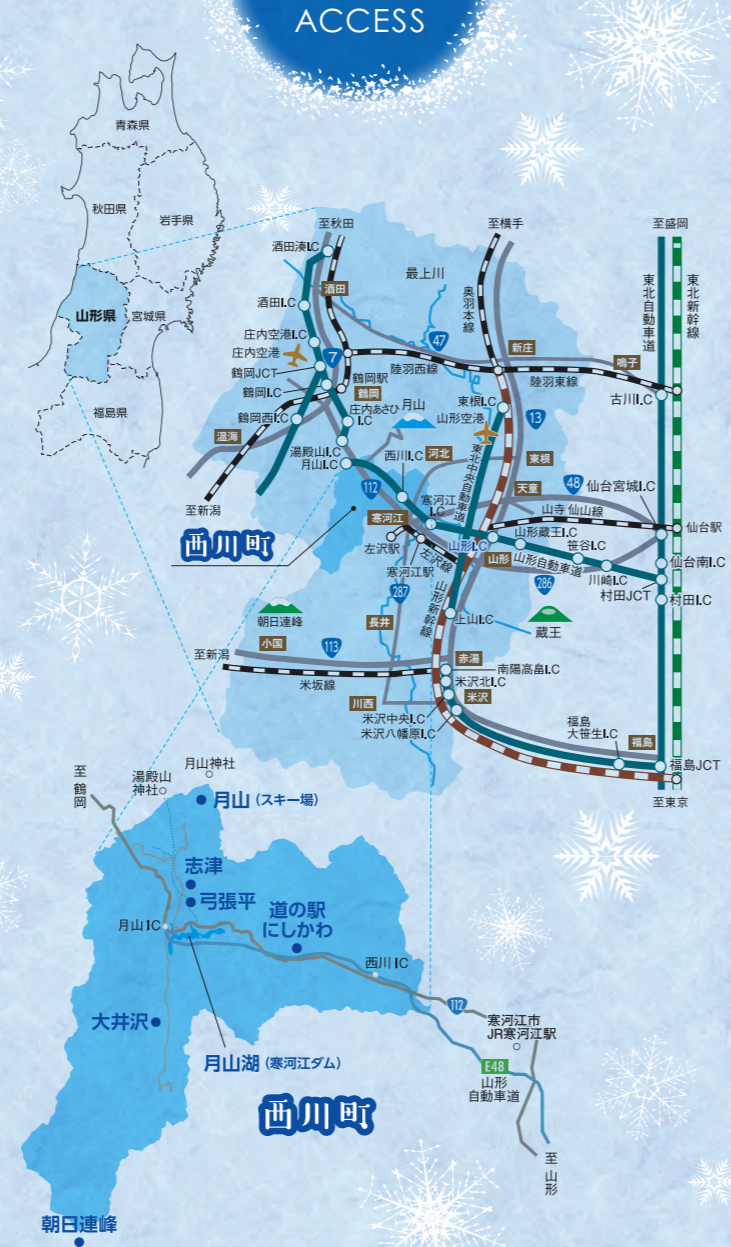 ACCESS
青森県
秋田県
岩手県
山形県
宮城県
福島県
至秋田
至横手
至盛岡
酒田湊I.C
酒田
最上川
奥羽本線
東北自動車道
東北新幹線
酒田I.C
庄内空港I.C
庄内空港
7
47
新庄
鳴子
鶴岡JCT
鶴岡駅
陸羽西線
陸羽東線
鶴岡I.C
鶴岡
庄内あさひ
I.C
月山
東根I.C
古川I.C
鶴岡西I.C
山形空港
13
温海
湯殿山I.C
月山I.C
西川I.C
河北
東北中央自動車道
東根
天童
48
仙台宮城I.C
至新潟
112
寒河江
寒河江
I.C
山寺
仙山線
仙台駅
西川町
左沢駅
左沢線
山形I.C
山形蔵王I.C
笹谷I.C
寒河江駅
山形
山形自動車道
仙台南I.C
川崎I.C
286
村田JCT
村田I.C
朝日連峰
287
山形新幹線
上山I.C
蔵王
長井
小国
113
赤湯
至新潟
南陽高畠I.C
米坂線
米沢北I.C
川西
米沢
米沢中央I.C
米沢八幡原I.C
福島
大笹生I.C
福島
福島JCT
至東京
至鶴岡
湯殿山
神社
月山神社
月山(スキー場)
志津
弓張平
道の駅
にしかわ
月山IC
西川IC
大井沢
112
寒河江市
JR寒河江駅
月山湖(寒河江ダム)
E48
山形
自動車道
西川町
至山形
朝日連峰